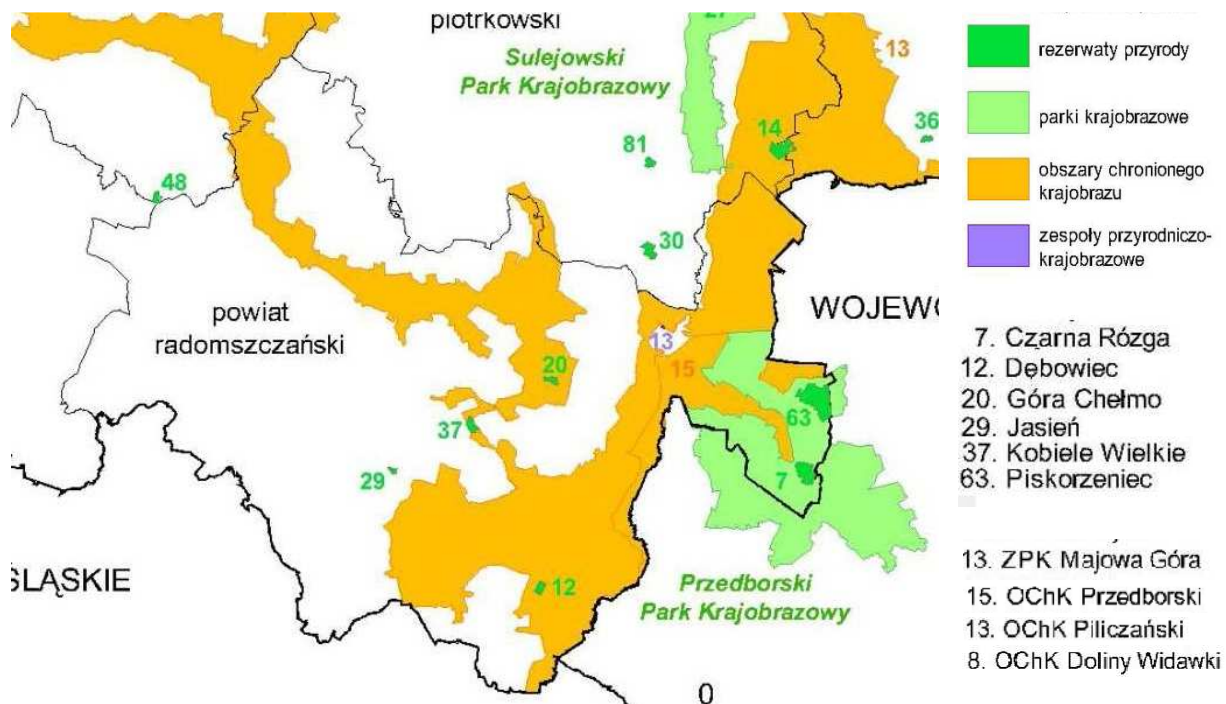 piotrkowski
27
Sulejowski
Park Krajobrazowy
13
14
81
36
48
30
powiat
radomszczański
WOJEWO
13
20
15
37
63
29
7
12
ŚLĄSKIE
Przedborski
Park Krajobrazowy
0
rezerwaty przyrody
parki krajobrazowe
obszary chronionego
krajobrazu
zespoły przyrodniczo-
krajobrazowe
7. Czarna Rózga
12. Dębowiec
20. Góra Chełmo
29. Jasień
37. Kobiele Wielkie
63. Piskorzeniec
13. ZPK Majowa Góra
15. OChK Przedborski
13. OChK Piliczański
8. OChK Doliny Widawki